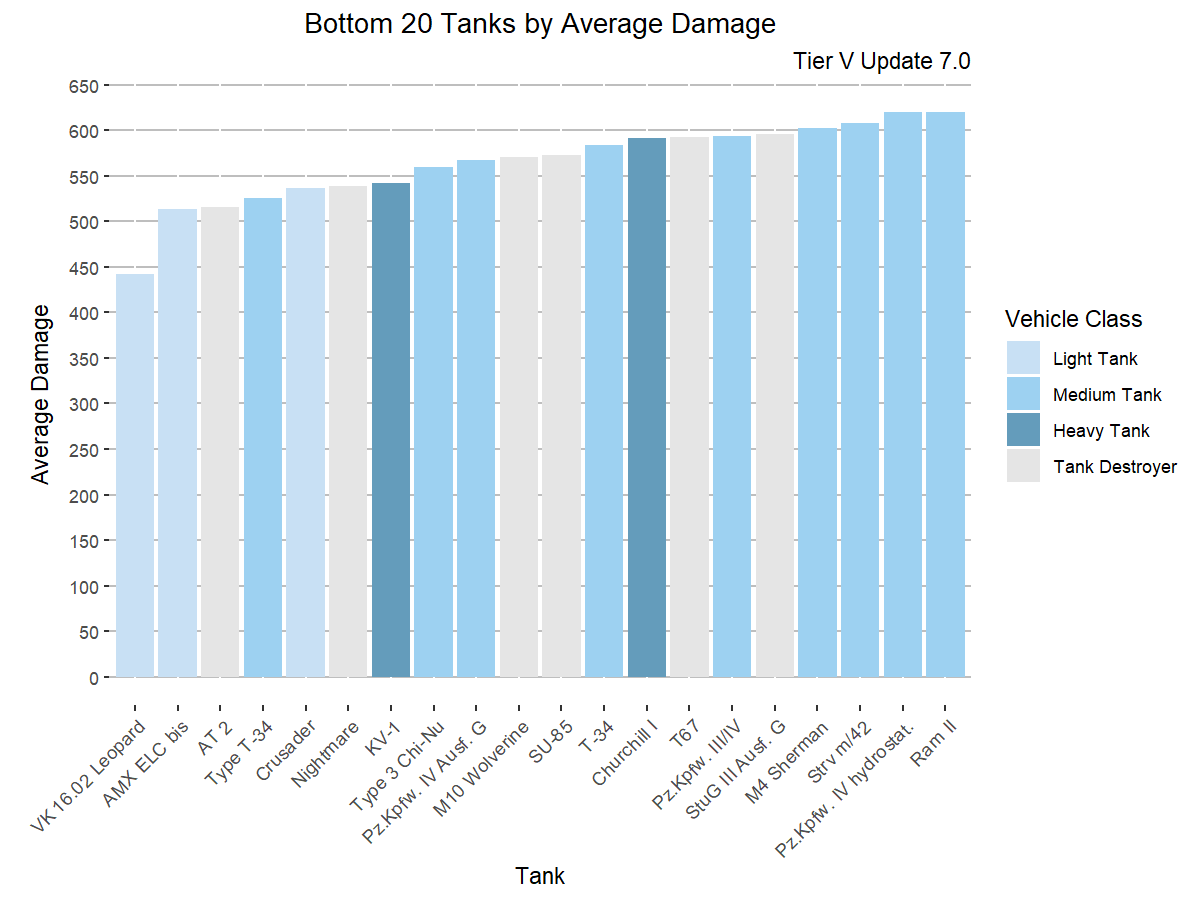 Bottom 20 Tanks by Average Damage
Tier V Update 7.0
650
600
550
500
450
400
350
300
250
200
150
100
50
0
Average Damage
VK 16.02 Leopard
AMX ELC bis
AT 2
Type T-34
Crusader
Nightmare
KV-1
Type 3 Chi-Nu
Pz.Kpfw. IV Ausf. G
M10 Wolverine
SU-85
T-34
Churchill I
T67
Pz.Kpfw. III/IV
StuG III Ausf. G
M4 Sherman
Strv m/42
Pz.Kpfw. IV hydrostat.
Ram II
Tank
Vehicle Class
Light Tank
Medium Tank
Heavy Tank
Tank Destroyer